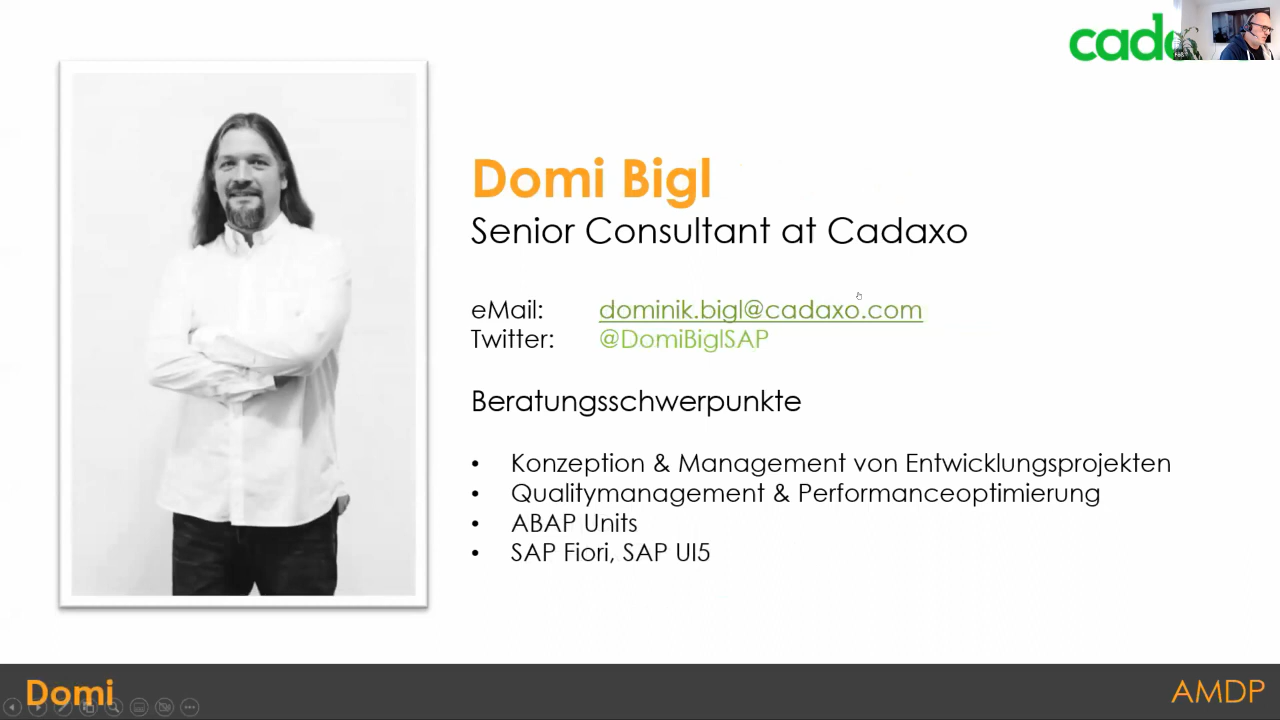 Domi Bigl
Senior Consultant at Cadaxo
eMail: dominik.bigl@cadaxo.com
Twitter: @DomiBiglSAP
Beratungsschwerpunkte
• Konzeption & Management von Entwicklungsprojekten
• Qualitymanagement & Performanceoptimierung
• ABAP Units
• SAP Fiori, SAP UI5
Domi
AMDP